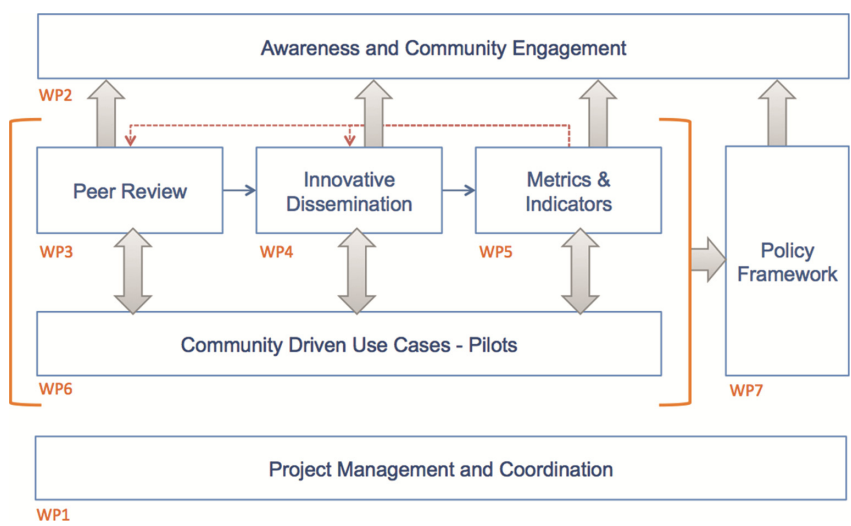 Awareness and Community Engagement
WP2
Peer Review
Innovative
Dissemination
Metrics &
Indicators
WP3
WP4
WP5
Policy
Framework
Community Driven Use Cases - Pilots
WP6
WP7
Project Management and Coordination
WP1